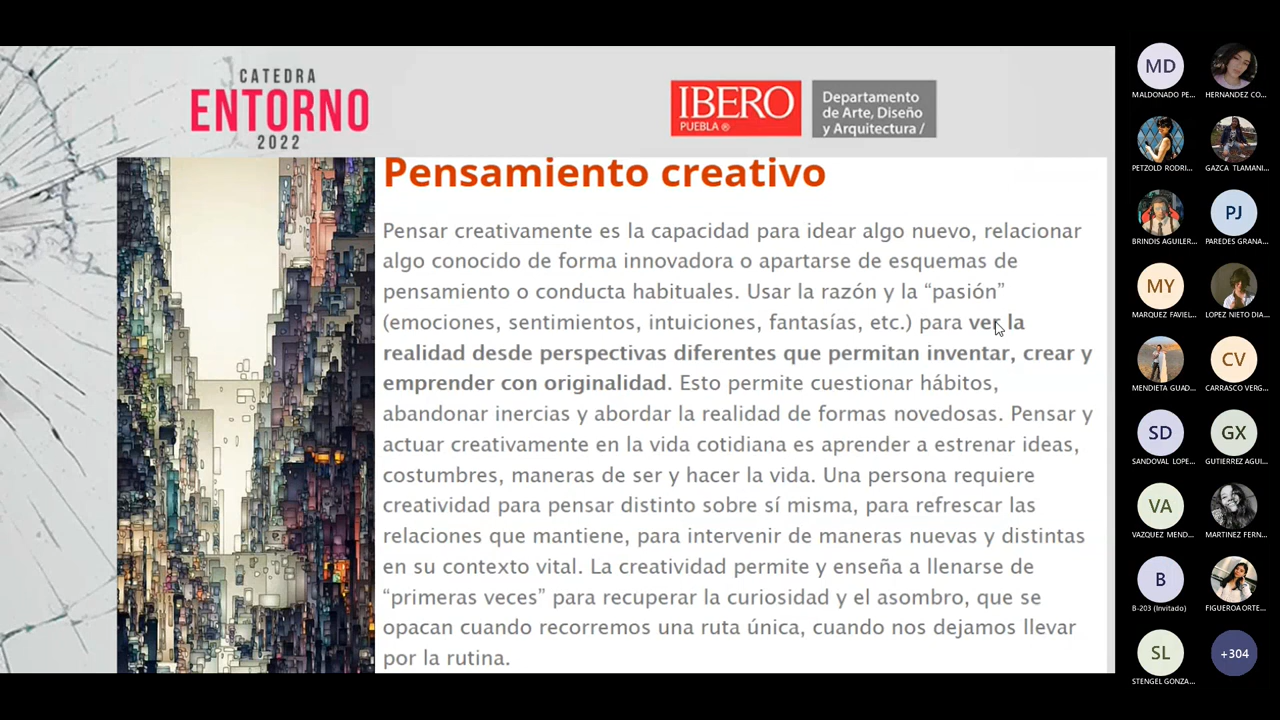 CATEDRA
ENTORNO
2022
IBERO
PUEBLA ®
Departamento
de Arte, Diseño
y Arquitectura /
Pensamiento creativo
Pensar creativamente es la capacidad para idear algo nuevo, relacionar
algo conocido de forma innovadora o apartarse de esquemas de
pensamiento o conducta habituales. Usar la razón y la “pasión”
(emociones, sentimientos, intuiciones, fantasías, etc.) para ver la
realidad desde perspectivas diferentes que permitan inventar, crear y
emprender con originalidad. Esto permite cuestionar hábitos,
abandonar inercias y abordar la realidad de formas novedosas. Pensar y
actuar creativamente en la vida cotidiana es aprender a estrenar ideas,
costumbres, maneras de ser y hacer la vida. Una persona requiere
creatividad para pensar distinto sobre sí misma, para refrescar las
relaciones que mantiene, para intervenir de maneras nuevas y distintas
en su contexto vital. La creatividad permite y enseña a llenarse de
“primeras veces” para recuperar la curiosidad y el asombro, que se
opacan cuando recorremos una ruta única, cuando nos dejamos llevar
por la rutina.
MD
MALDONADO PE...
HERNANDEZ CO...
PETZOLD RODRI...
GAZCA TLAMANI...
BRINDIS AGUILER...
PJ
PAREDES GRANA...
MY
MARQUEZ FAVIEL...
LOPEZ NIETO DIA...
MENDIETA GUAD...
CV
CARRASCO VERG...
SD
SANDOVAL LOPE...
GX
GUTIERREZ AGUI...
VA
VAZQUEZ MEND...
MARTINEZ FERN...
B
B-203 (Invitado)
FIGUEROA ORTE...
SL
STENGEL GONZA...
+304